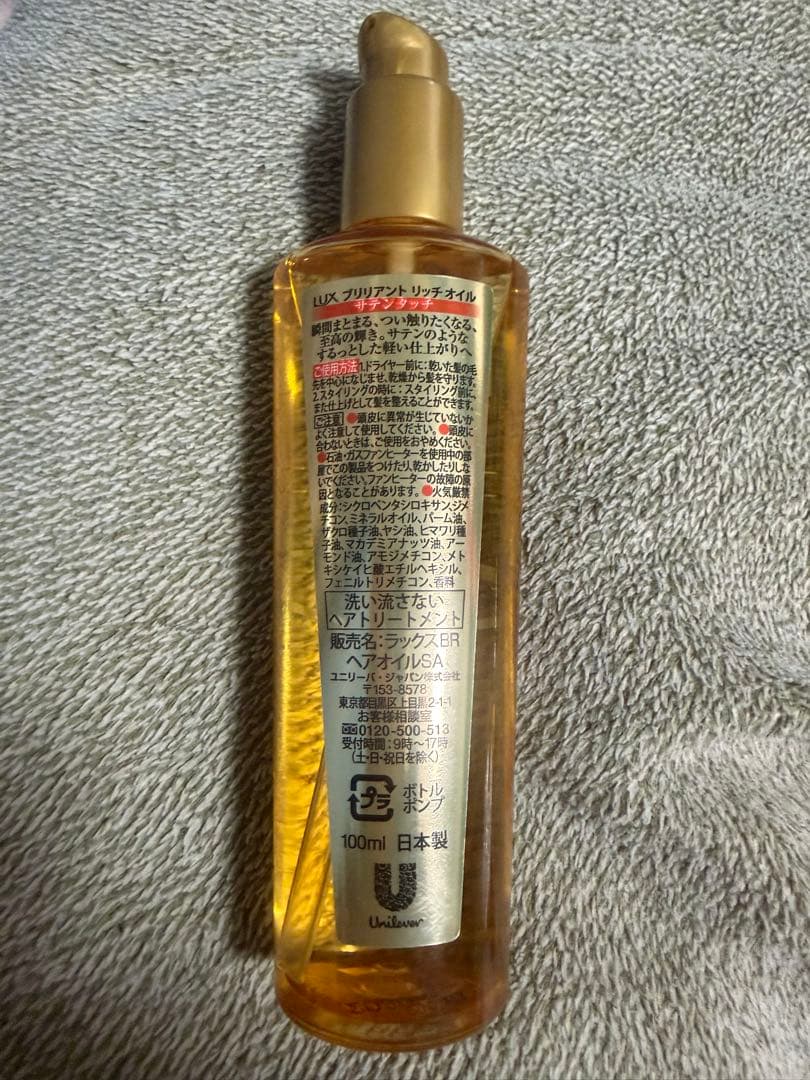 LUX ブリリアント リッチ オイル
サテンタッチ
瞬間まとまる、つい触りたくなる、
至高の輝き。サテンのような
するっとした軽い仕上がりへ
ご使用方法 1.ドライヤー前に：乾いた髪の毛
先を中心になじませ、乾燥から髪を守ります。
2.スタイリングの時に：スタイリング前に、
また仕上げとして髪を整えることができます。
ご注意 ●頭皮に異常が生じていないか
よく注意して使用してください。●頭皮に
合わないときは、ご使用をおやめください。
●石油・ガスファンヒーターを使用中の部
屋でこの製品をつけたり、乾かしたりしな
いでください。ファンヒーターの故障の原
因となることがあります。●火気厳禁
成分：シクロペンタシロキサン、ジメ
チコン、ミネラルオイル、パーム油、
ザクロ種子油、ヤシ油、ヒマワリ種
子油、マカデミアナッツ油、アー
モンド油、アモジメチコン、メト
キシケイヒ酸エチルヘキシル、
フェニルトリメチコン、香料
洗い流さない
ヘアトリートメント
販売名：ラックスBR
ヘアオイルSA
ユニリーバ・ジャパン株式会社
〒153-8578
東京都目黒区上目黒2-1-1
お客様相談室
0120-500-513
受付時間：9時〜17時
(土・日・祝日を除く)
プラ ボトル
ポンプ
100ml 日本製
Unilever